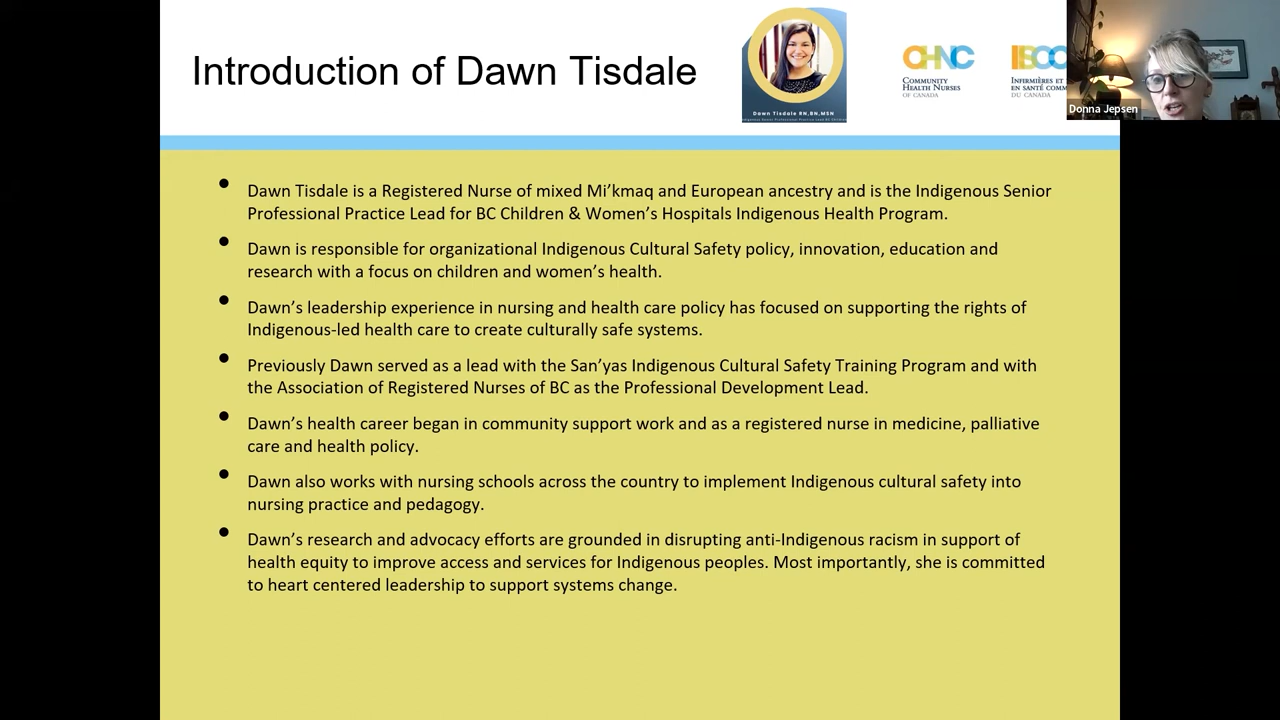 Introduction of Dawn Tisdale
Dawn Tisdale RN,BN,MSN
CHNC
COMMUNITY
HEALTH NURSES
OF CANADA
INFIRMIÈRES ET
EN SANTÉ COMM
DU CANADA
Donna Jepsen
Dawn Tisdale is a Registered Nurse of mixed Mi’kmaq and European ancestry and is the Indigenous Senior
Professional Practice Lead for BC Children & Women’s Hospitals Indigenous Health Program.
Dawn is responsible for organizational Indigenous Cultural Safety policy, innovation, education and
research with a focus on children and women’s health.
Dawn’s leadership experience in nursing and health care policy has focused on supporting the rights of
Indigenous-led health care to create culturally safe systems.
Previously Dawn served as a lead with the San’yas Indigenous Cultural Safety Training Program and with
the Association of Registered Nurses of BC as the Professional Development Lead.
Dawn’s health career began in community support work and as a registered nurse in medicine, palliative
care and health policy.
Dawn also works with nursing schools across the country to implement Indigenous cultural safety into
nursing practice and pedagogy.
Dawn’s research and advocacy efforts are grounded in disrupting anti-Indigenous racism in support of
health equity to improve access and services for Indigenous peoples. Most importantly, she is committed
to heart centered leadership to support systems change.